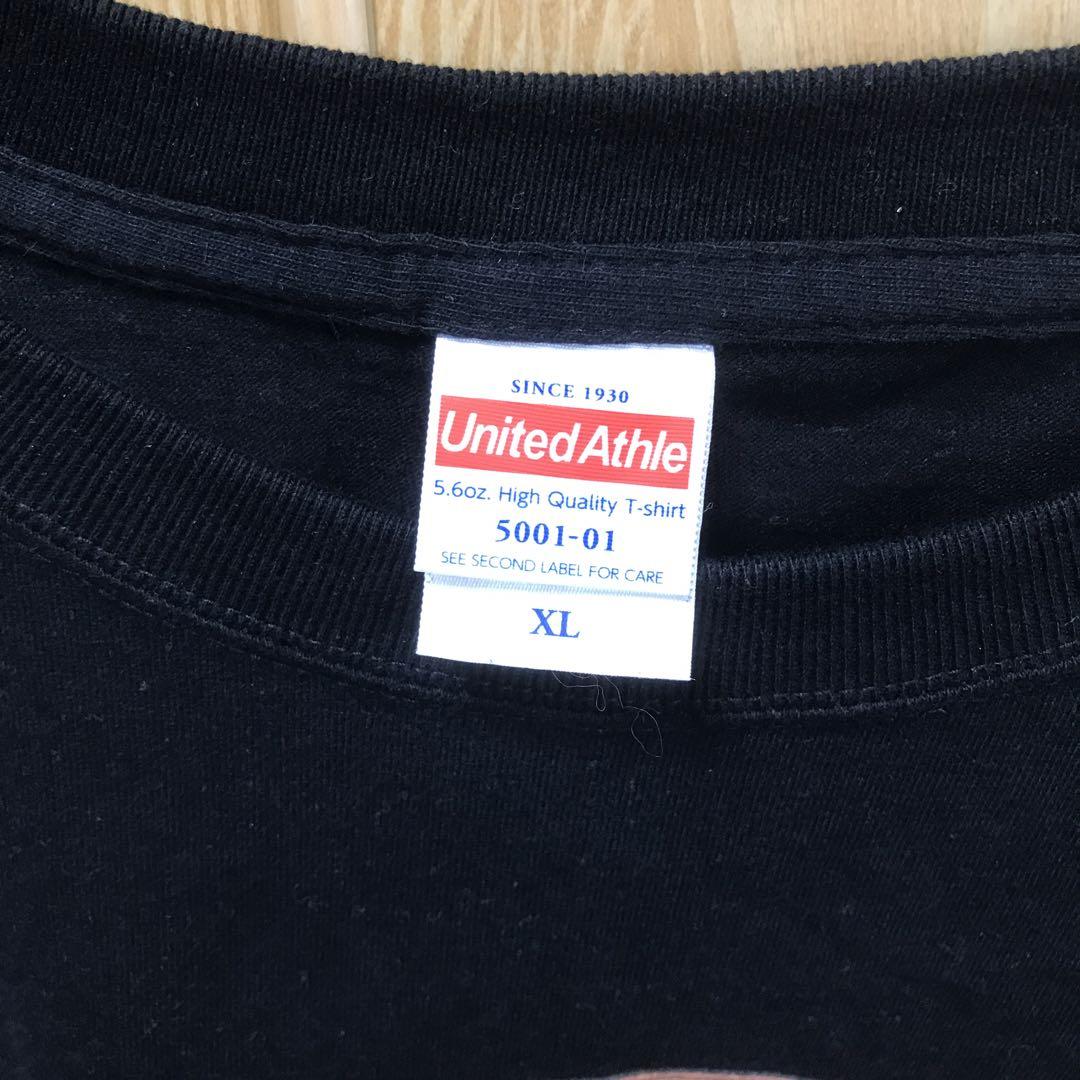 SINCE 1930
United Athle
5.6oz. High Quality T-shirt
5001-01
SEE SECOND LABEL FOR CARE
XL